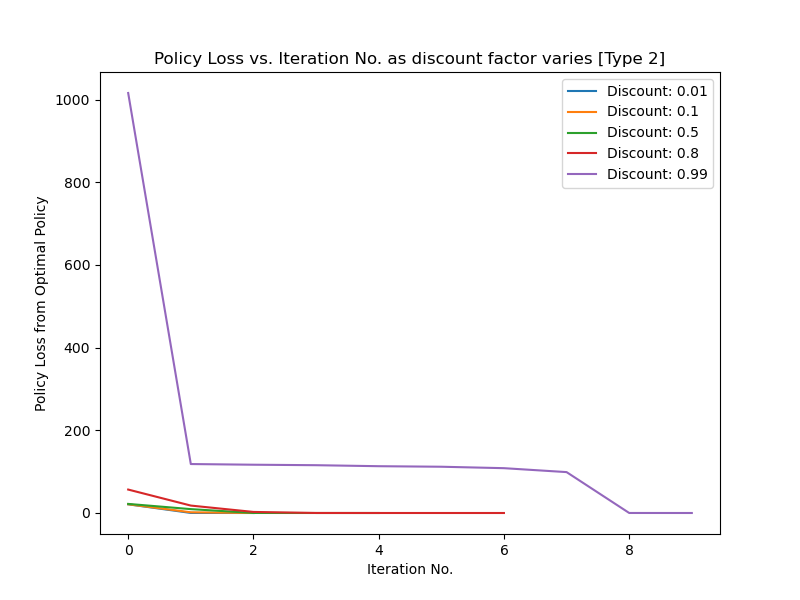 Policy Loss vs. Iteration No. as discount factor varies [Type 2]
Discount: 0.01
Discount: 0.1
Discount: 0.5
Discount: 0.8
Discount: 0.99
Policy Loss from Optimal Policy
1000
800
600
400
200
0
0 2 4 6 8
Iteration No.